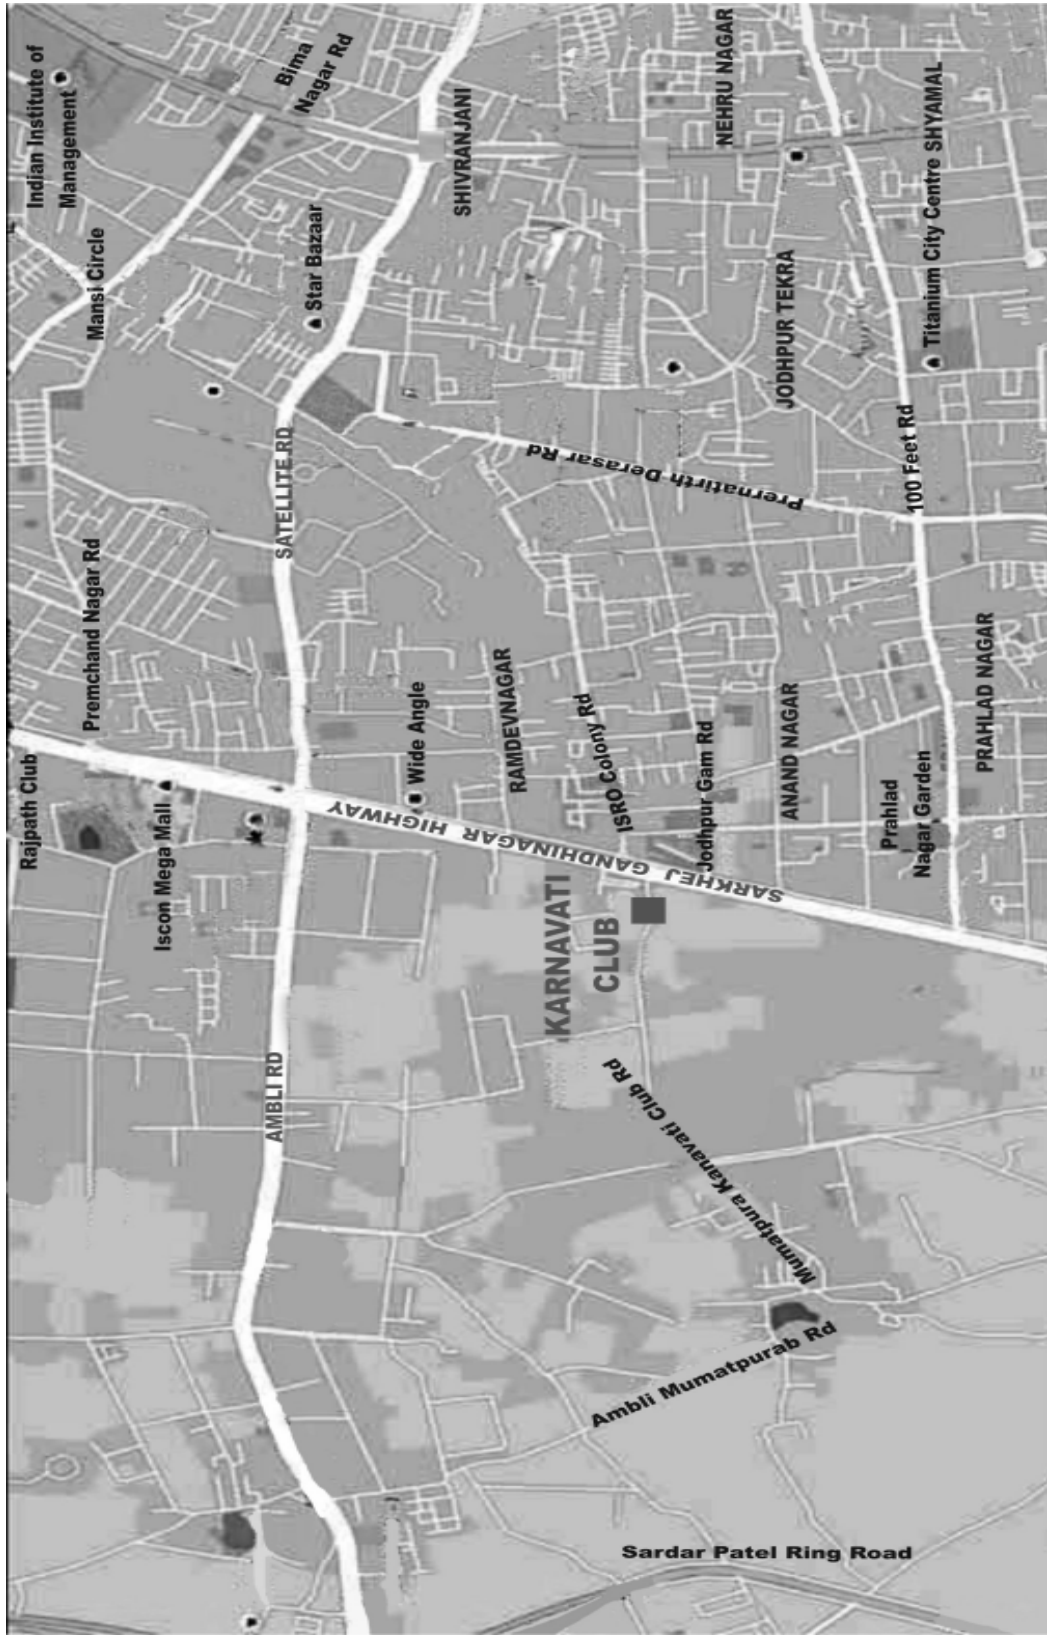 Indian Institute of
Management
Bima
Nagar Rd
Mansi Circle
Star Bazaar
SHIVRANJANI
NEHRU NAGAR
Titanium City Centre SHYAMAL
JODHPUR TEKRA
SATELLITE RD
Prernatirth Derasar Rd
100 Feet Rd
Premchand Nagar Rd
Rajpath Club
Iscon Mega Mall
Wide Angle
RAMDEVNAGAR
ISRO Colony Rd
Jodhpur Gam Rd
ANAND NAGAR
Prahlad
Nagar Garden
PRAHLAD NAGAR
SARKHEJ GANDHINAGAR HIGHWAY
KARNAVATI
CLUB
AMBLI RD
Mumatpura Kanavati Club Rd
Ambli Mumatpurab Rd
Sardar Patel Ring Road